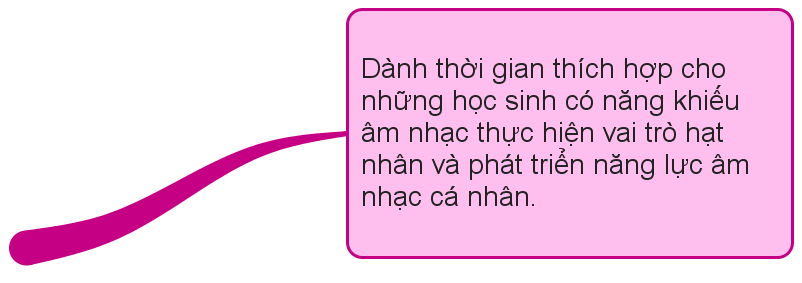 Dành thời gian thích hợp cho
những học sinh có năng khiếu
âm nhạc thực hiện vai trò hạt
nhân và phát triển năng lực âm
nhạc cá nhân.